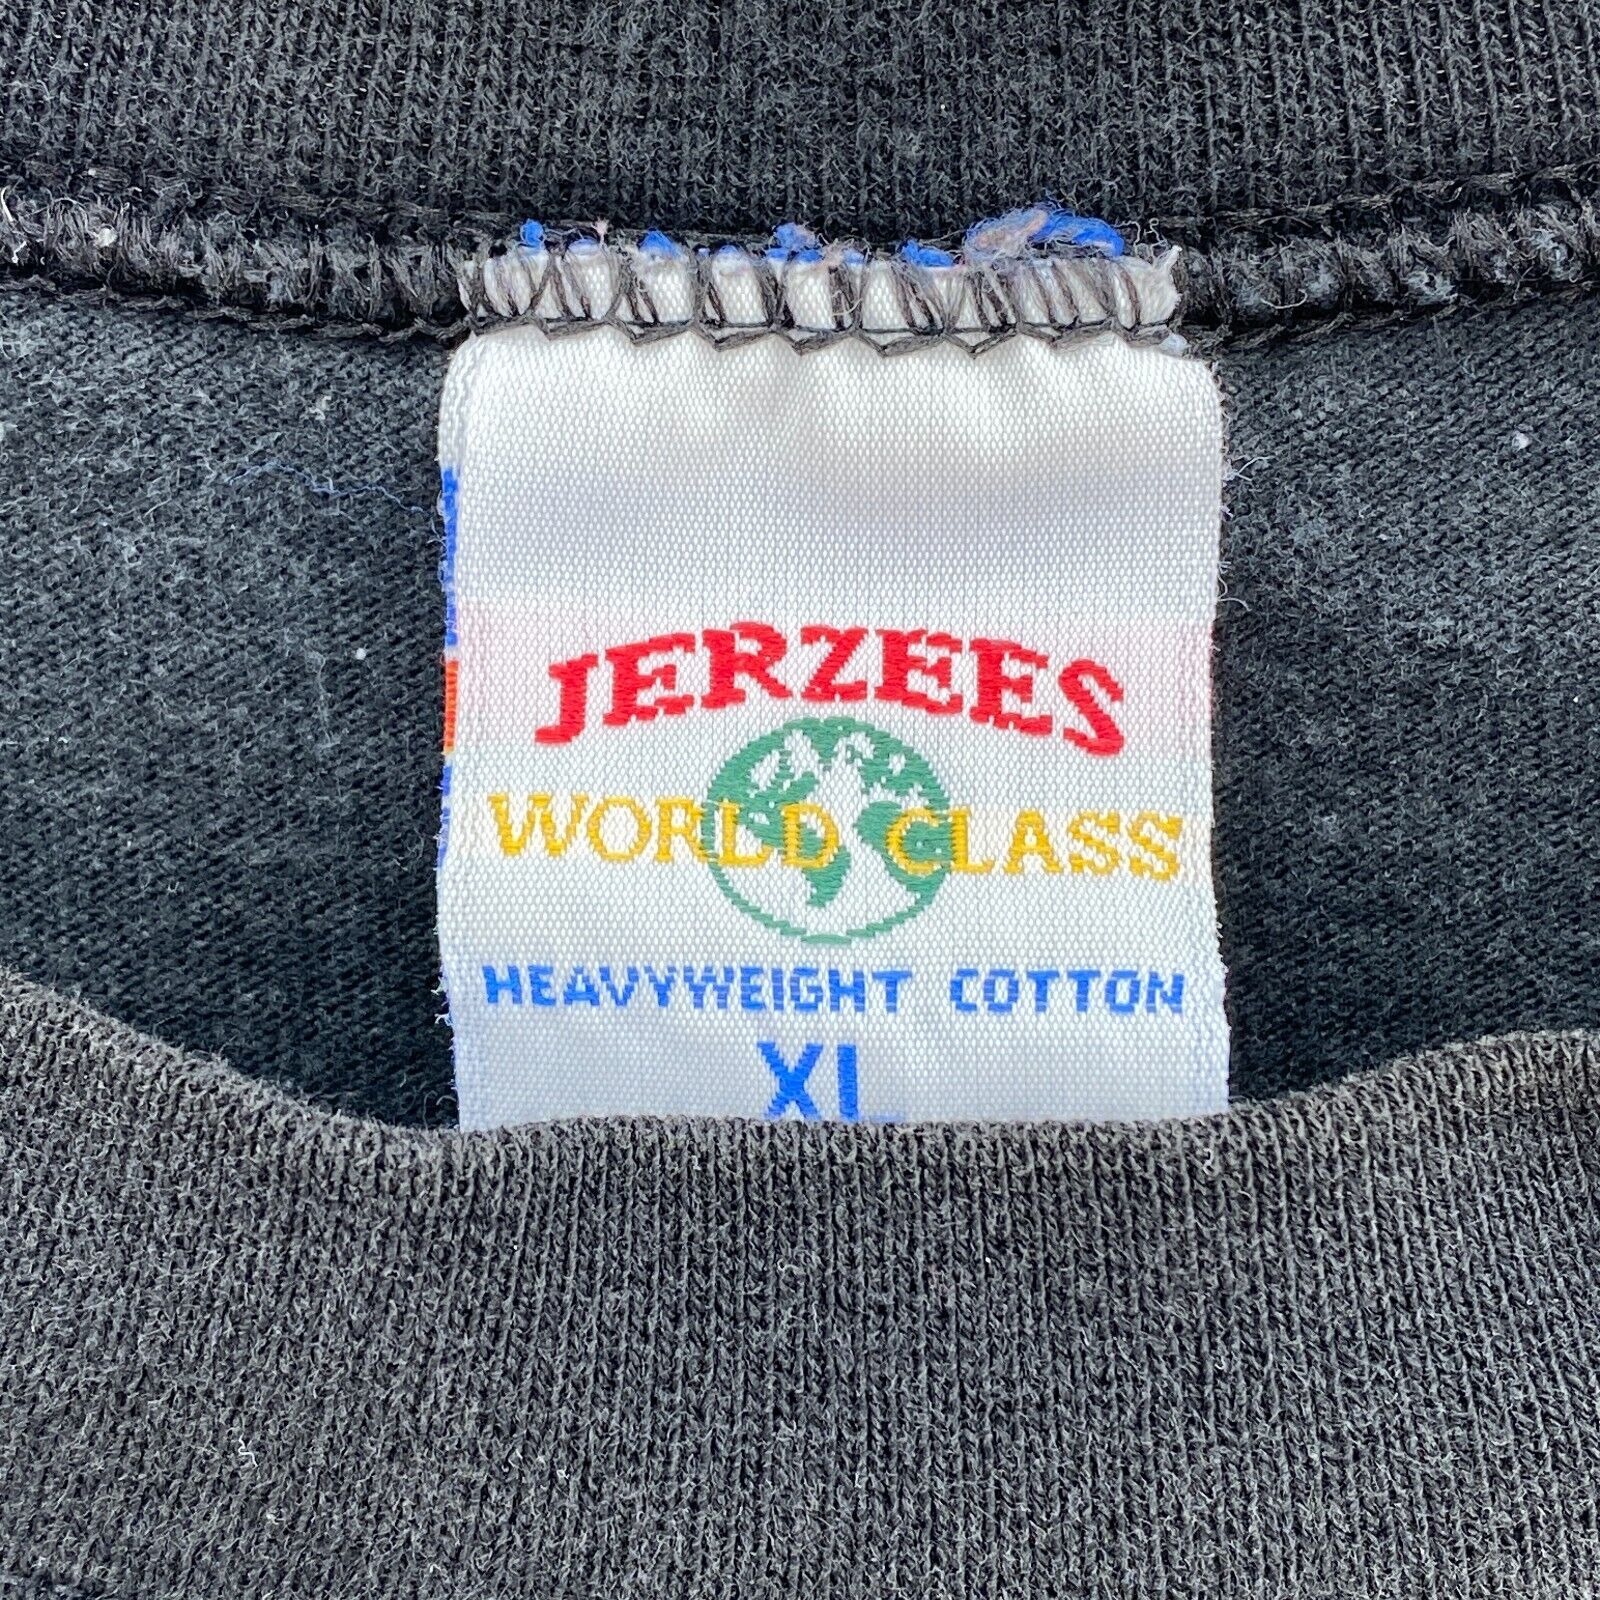 JERZEES
WORLD CLASS
HEAVYWEIGHT COTTON
XL